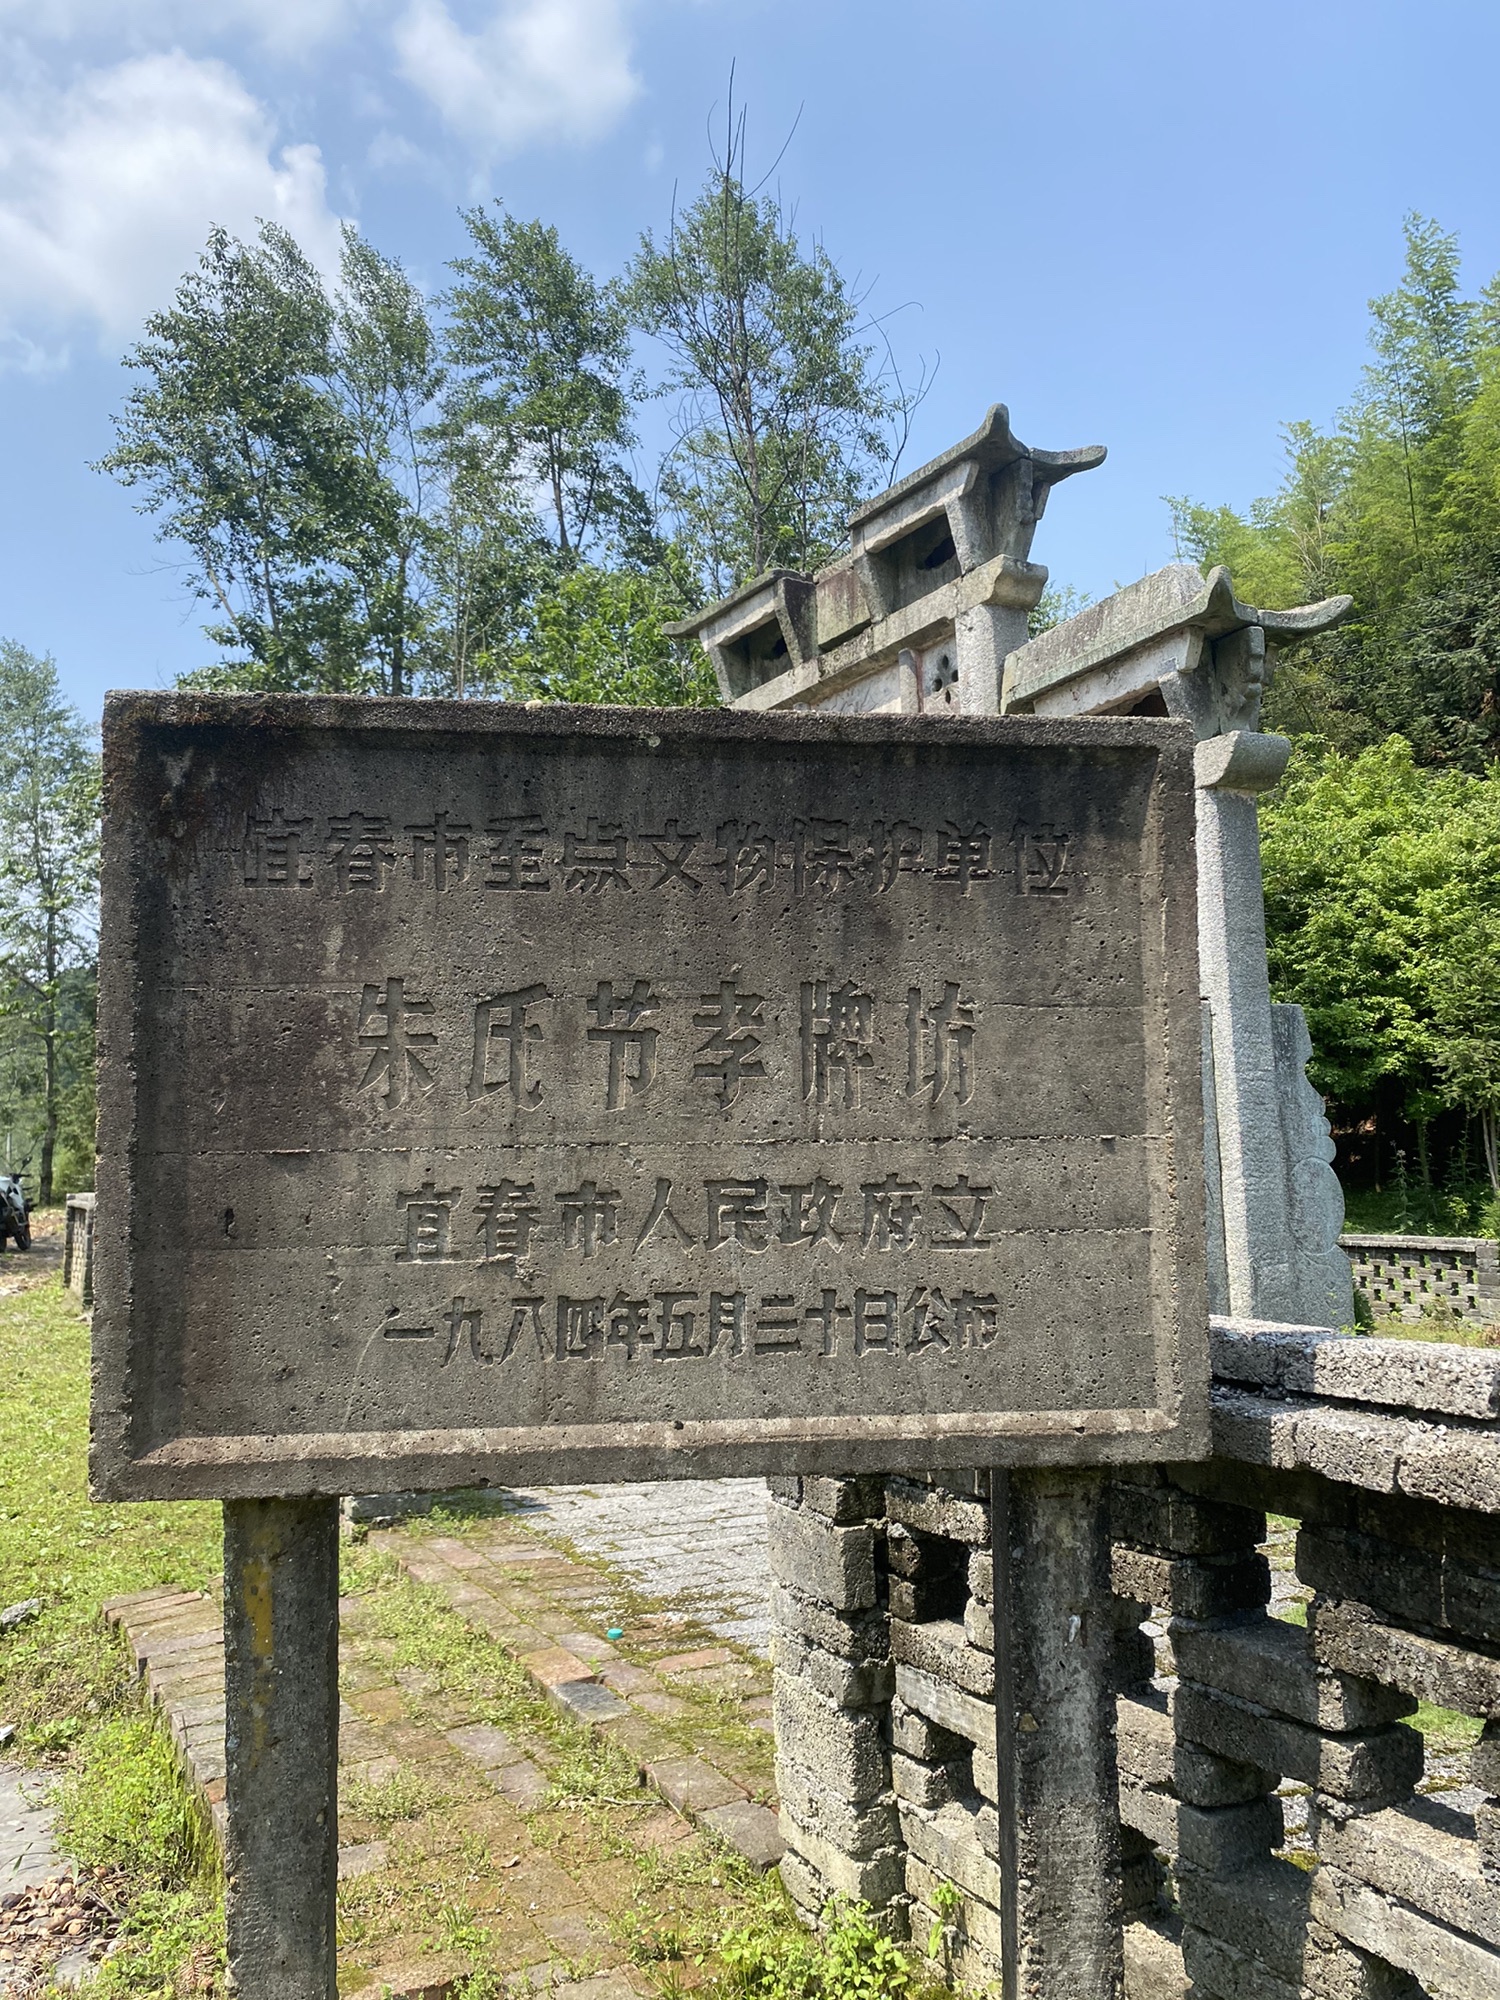 宜春市重点文物保护单位
朱氏节孝牌坊
宜春市人民政府立
一九八四年五月二十日公布